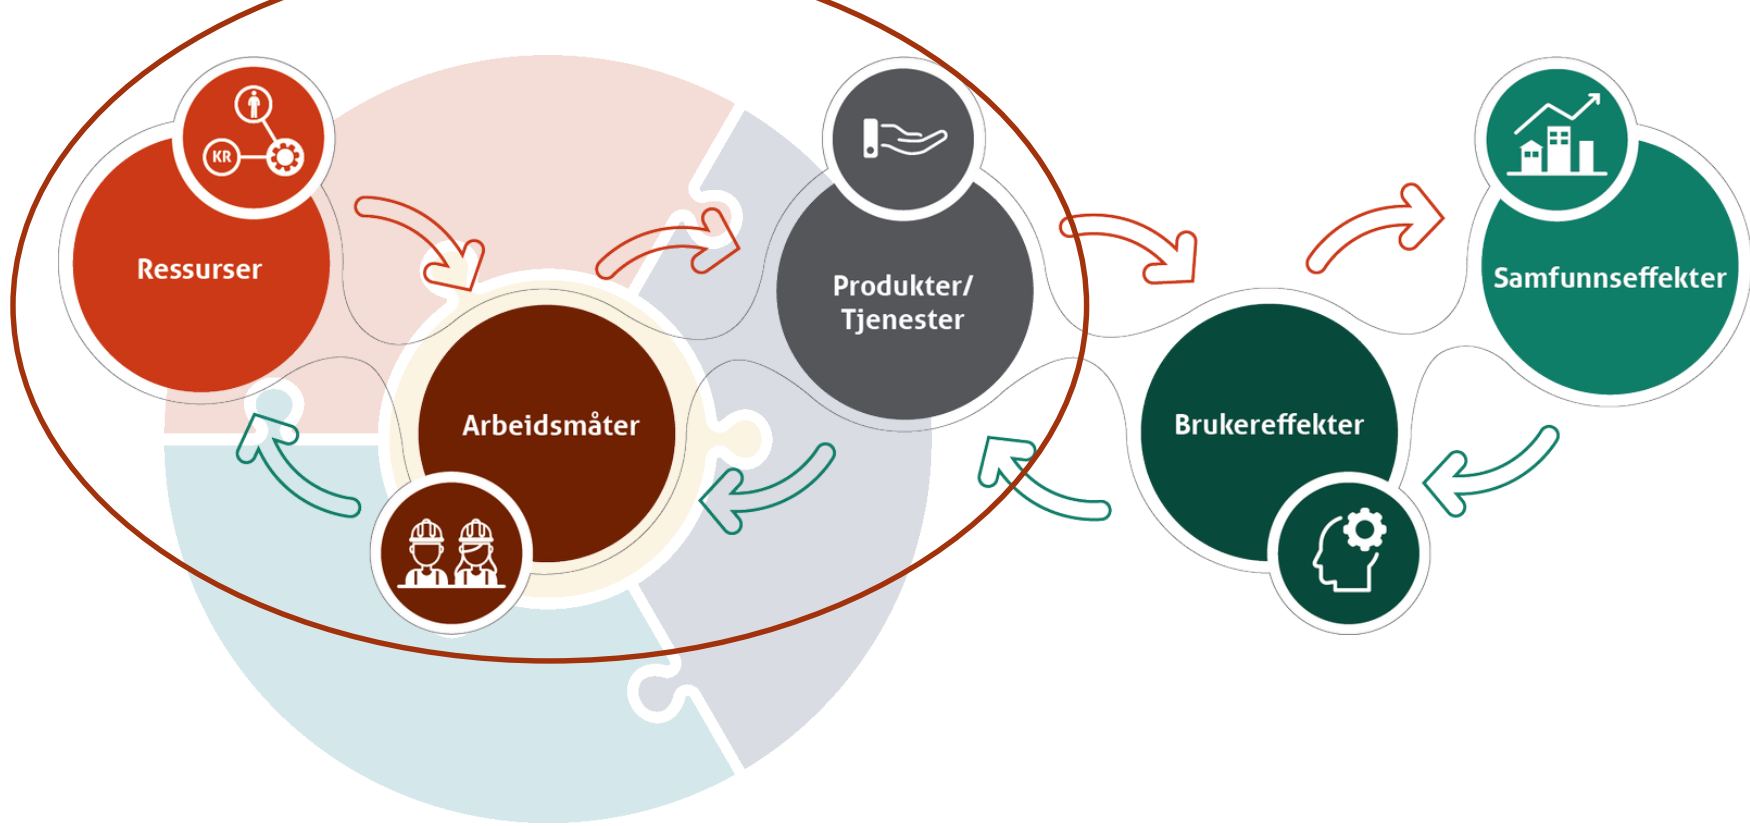 KR
Ressurser
Arbeidsmåter
Produkter/
Tjenester
Brukereffekter
Samfunnseffekter